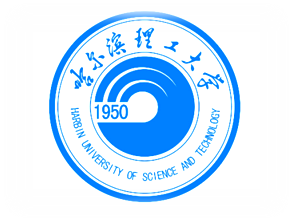 哈尔滨理工大学
1950
HARBIN UNIVERSITY OF SCIENCE AND TECHNOLOGY